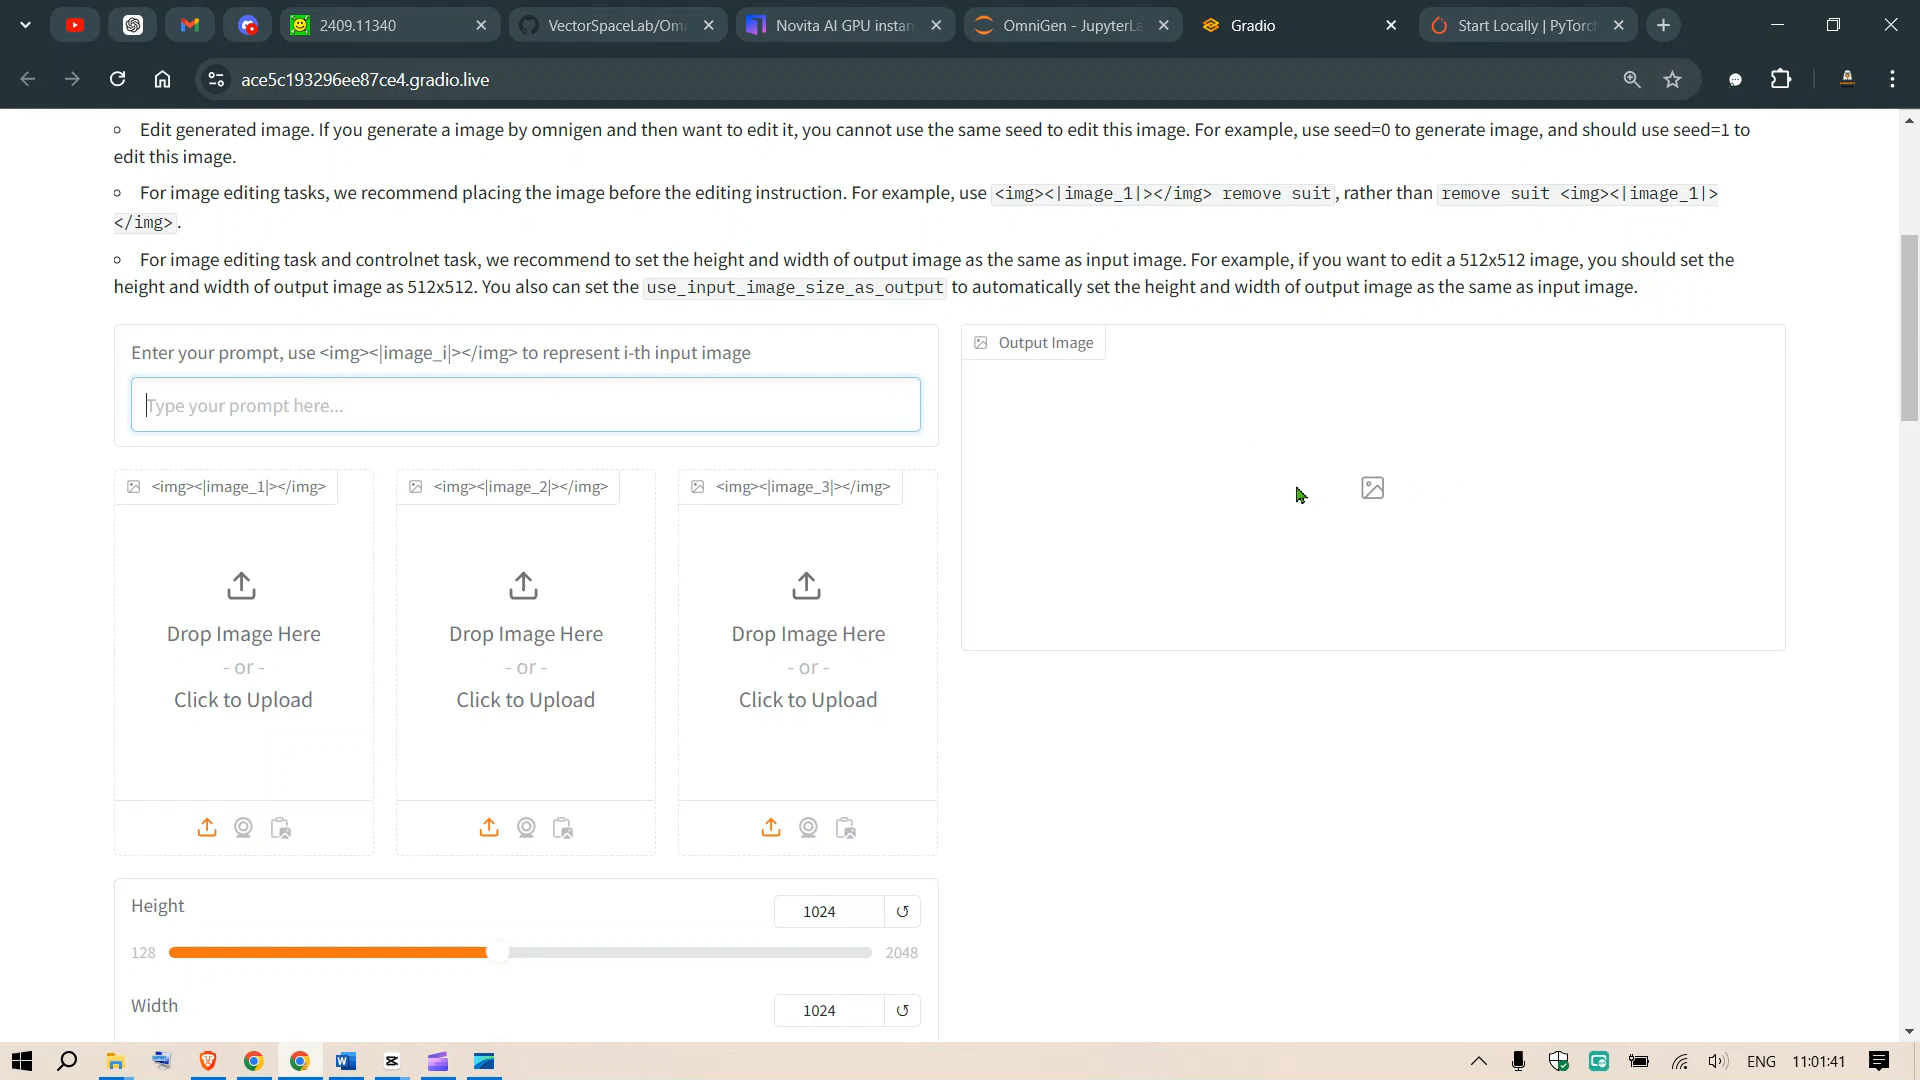 2409.11340
VectorSpaceLab/Om
Novita AI GPU instan
OmniGen - JupyterLa
Gradio
Start Locally | PyTorc
ace5c193296ee87ce4.gradio.live
Edit generated image. If you generate a image by omnigen and then want to edit it, you cannot use the same seed to edit this image. For example, use seed=0 to generate image, and should use seed=1 to
edit this image.
For image editing tasks, we recommend placing the image before the editing instruction. For example, use <img><|image_1|></img> remove suit, rather than remove suit <img><|image_1|>
</img>.
For image editing task and controlnet task, we recommend to set the height and width of output image as the same as input image. For example, if you want to edit a 512x512 image, you should set the
height and width of output image as 512x512. You also can set the use_input_image_size_as_output to automatically set the height and width of output image as the same as input image.
Enter your prompt, use <img><|image_i|></img> to represent i-th input image
Type your prompt here...
Output Image
<img><|image_1|></img>
<img><|image_2|></img>
<img><|image_3|></img>
Drop Image Here
- or -
Click to Upload
Drop Image Here
- or -
Click to Upload
Drop Image Here
- or -
Click to Upload
Height
1024
128
2048
Width
1024
ENG
11:01:41